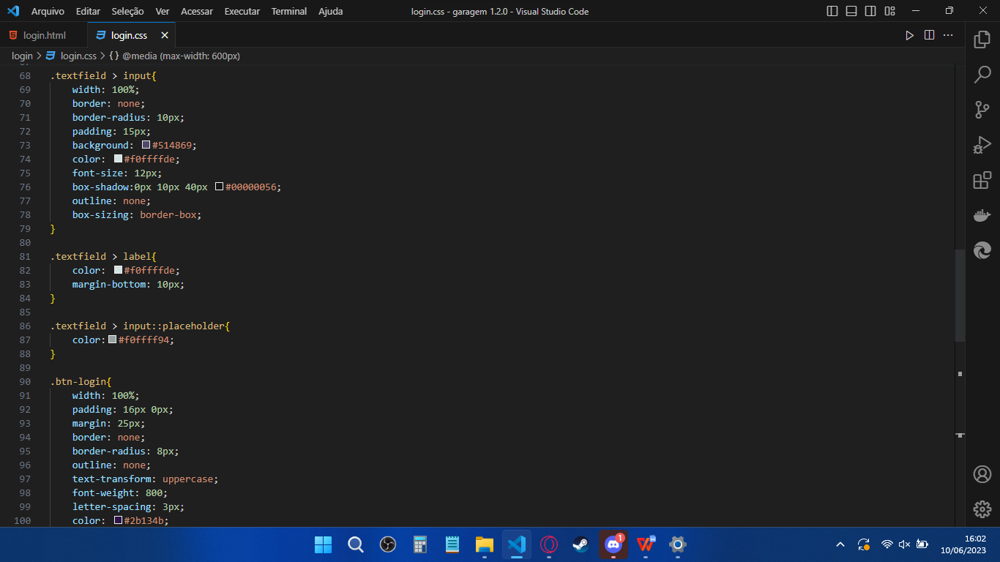 Arquivo Editar Seleção Ver Acessar Executar Terminal Ajuda login.css - garagem 1.2.0 - Visual Studio Code
login.html login.css
login > login.css > {} @media (max-width: 600px)
68 .textfield > input{
69 width: 100%;
70 border: none;
71 border-radius: 10px;
72 padding: 15px;
73 background: #514869;
74 color: #f0ffffde;
75 font-size: 12px;
76 box-shadow:0px 10px 40px #00000056;
77 outline: none;
78 box-sizing: border-box;
79 }
80
81 .textfield > label{
82 color: #f0ffffde;
83 margin-bottom: 10px;
84 }
85
86 .textfield > input::placeholder{
87 color: #f0ffff94;
88 }
89
90 .btn-login{
91 width: 100%;
92 padding: 16px 0px;
93 margin: 25px;
94 border: none;
95 border-radius: 8px;
96 outline: none;
97 text-transform: uppercase;
98 font-weight: 800;
99 letter-spacing: 3px;
100 color: #2b134b;
1
16:02
10/06/2023